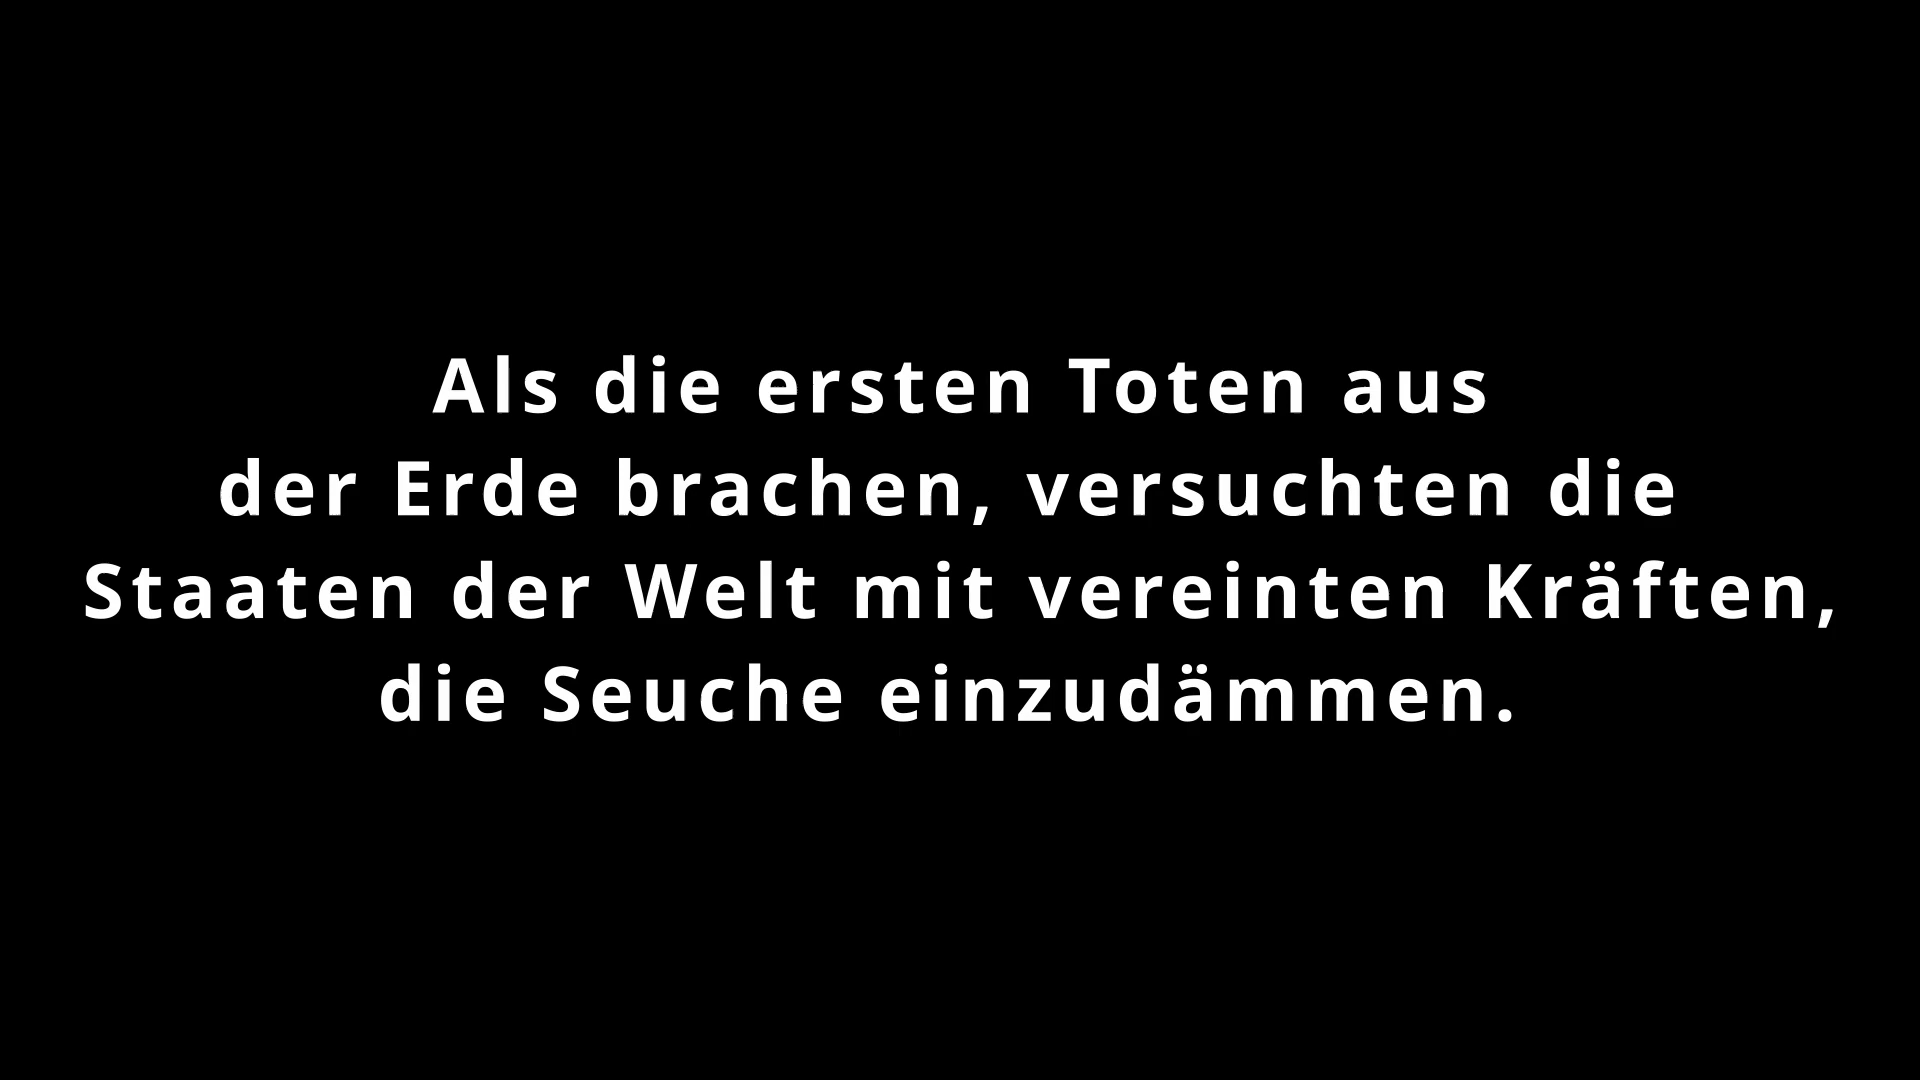 Als die ersten Toten aus
der Erde brachen, versuchten die
Staaten der Welt mit vereinten Kräften,
die Seuche einzudämmen.